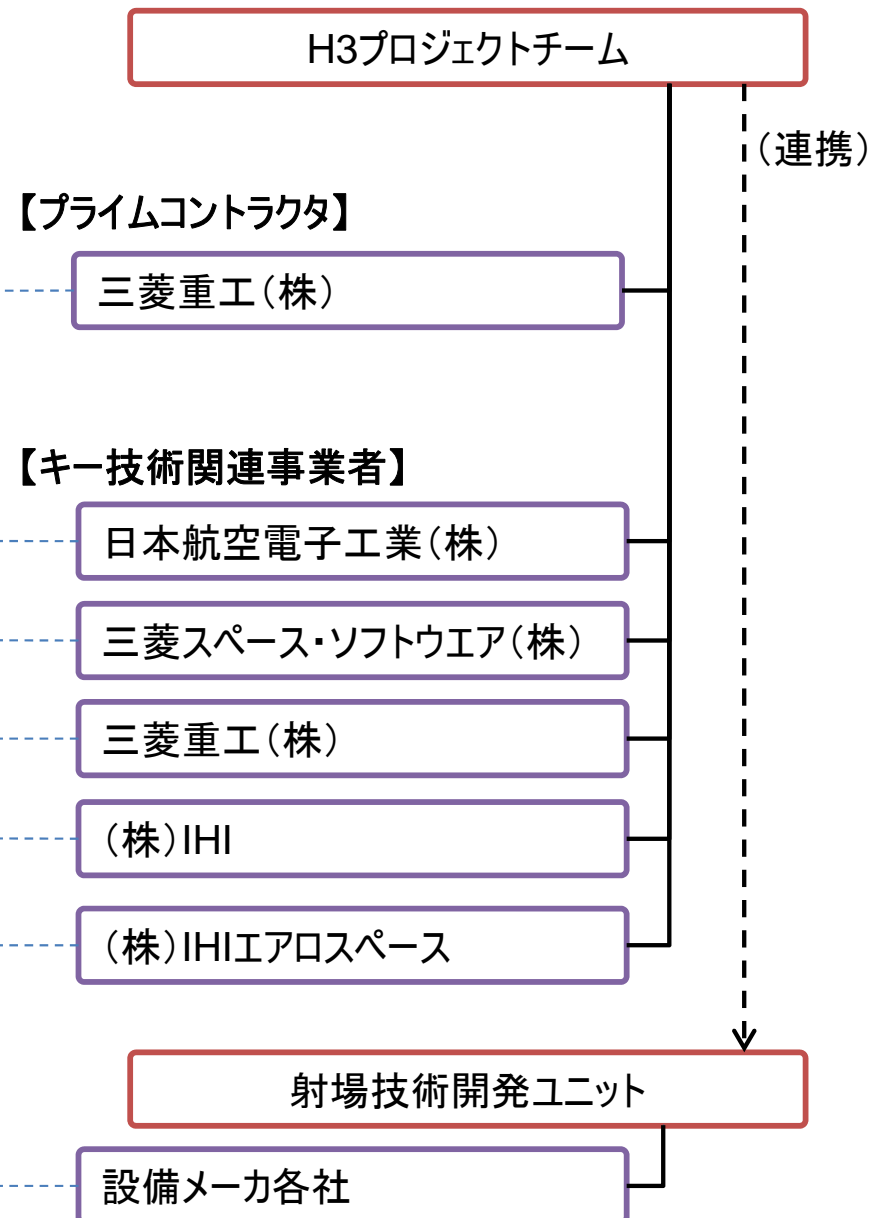 H3プロジェクトチーム
（連携）
【プライムコントラクタ】
三菱重工（株）
【キー技術関連事業者】
日本航空電子工業（株）
三菱スペース・ソフトウエア（株）
三菱重工（株）
（株）IHI
（株）IHIエアロスペース
射場技術開発ユニット
設備メーカ各社